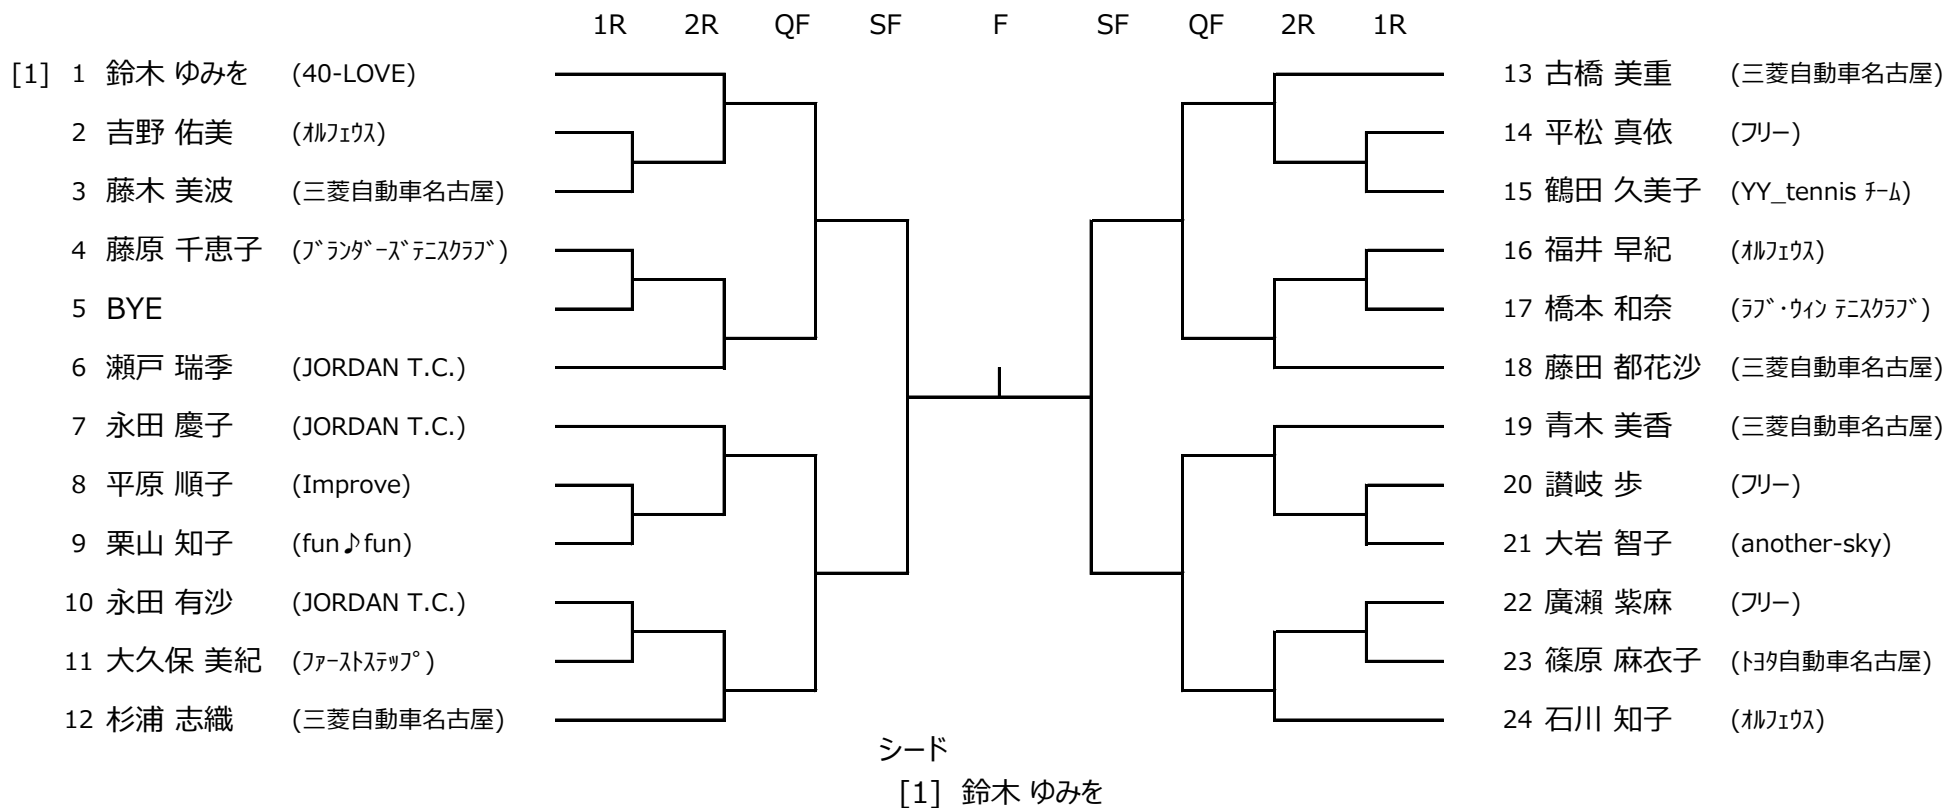 1R 2R QF SF F SF QF 2R 1R
[1] 1 鈴木 ゆみを (40-LOVE) 13 古橋 美重 (三菱自動車名古屋)
2 吉野 佑美 (ｵﾙﾌｪｳｽ) 14 平松 真依 (フリー)
3 藤木 美波 (三菱自動車名古屋) 15 鶴田 久美子 (YY_tennis ﾁｰﾑ)
4 藤原 千恵子 (ﾌﾞﾗﾝﾀﾞｰｽﾞﾃﾆｽｸﾗﾌﾞ) 16 福井 早紀 (ｵﾙﾌｪｳｽ)
5 BYE 17 橋本 和奈 (ﾗﾌﾞ･ｳｨﾝ ﾃﾆｽｸﾗﾌﾞ)
6 瀬戸 瑞季 (JORDAN T.C.) 18 藤田 都花沙 (三菱自動車名古屋)
7 永田 慶子 (JORDAN T.C.) 19 青木 美香 (三菱自動車名古屋)
8 平原 順子 (Improve) 20 讃岐 歩 (フリー)
9 栗山 知子 (fun♪fun) 21 大岩 智子 (another-sky)
10 永田 有沙 (JORDAN T.C.) 22 廣瀨 紫麻 (フリー)
11 大久保 美紀 (ﾌｧｰｽﾄｽﾃｯﾌﾟ) 23 篠原 麻衣子 (ﾄﾖﾀ自動車名古屋)
12 杉浦 志織 (三菱自動車名古屋) 24 石川 知子 (ｵﾙﾌｪｳｽ)
シード
[1] 鈴木 ゆみを